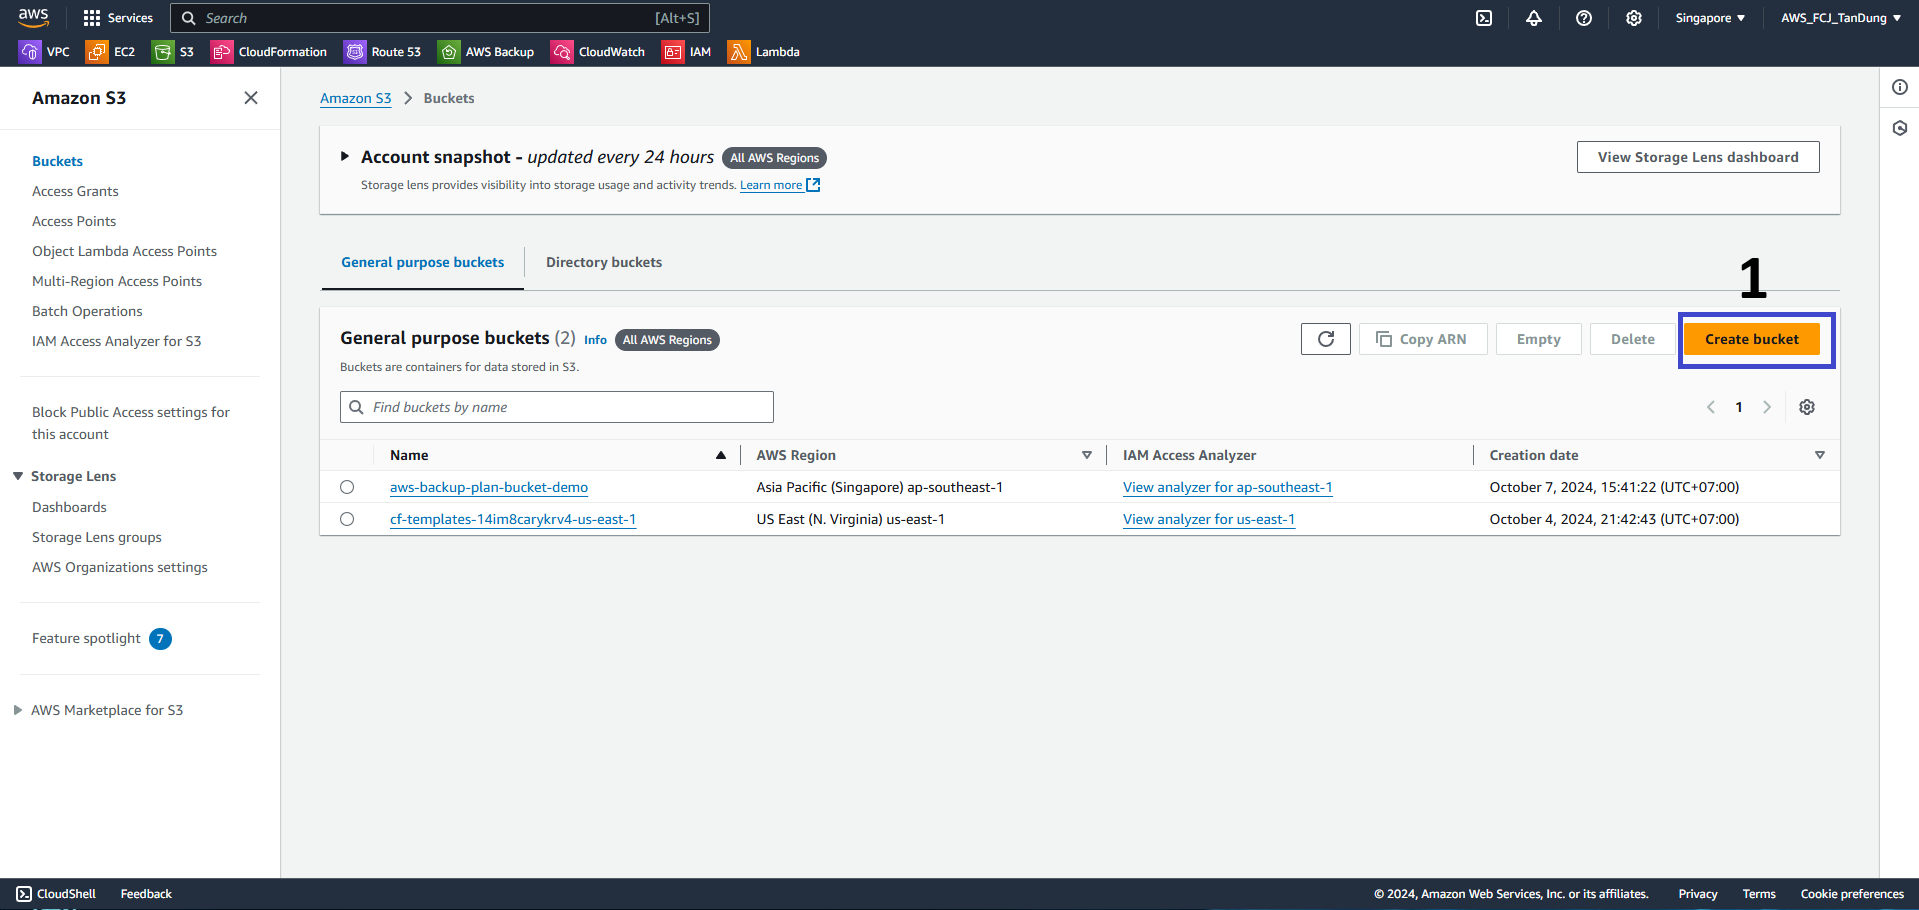 aws Services Search [Alt+S] Singapore AWS_FCJ_TanDung
VPC EC2 S3 CloudFormation Route 53 AWS Backup CloudWatch IAM Lambda
Amazon S3
Buckets
Access Grants
Access Points
Object Lambda Access Points
Multi-Region Access Points
Batch Operations
IAM Access Analyzer for S3
Block Public Access settings for
this account
Storage Lens
Dashboards
Storage Lens groups
AWS Organizations settings
Feature spotlight 7
AWS Marketplace for S3
Amazon S3 Buckets
Account snapshot - updated every 24 hours All AWS Regions
View Storage Lens dashboard
Storage lens provides visibility into storage usage and activity trends. Learn more
General purpose buckets Directory buckets
1
General purpose buckets (2) Info All AWS Regions
Copy ARN Empty Delete Create bucket
Buckets are containers for data stored in S3.
Find buckets by name
1
Name AWS Region IAM Access Analyzer Creation date
aws-backup-plan-bucket-demo Asia Pacific (Singapore) ap-southeast-1 View analyzer for ap-southeast-1 October 7, 2024, 15:41:22 (UTC+07:00)
cf-templates-14im8carykrv4-us-east-1 US East (N. Virginia) us-east-1 View analyzer for us-east-1 October 4, 2024, 21:42:43 (UTC+07:00)
CloudShell Feedback © 2024, Amazon Web Services, Inc. or its affiliates. Privacy Terms Cookie preferences